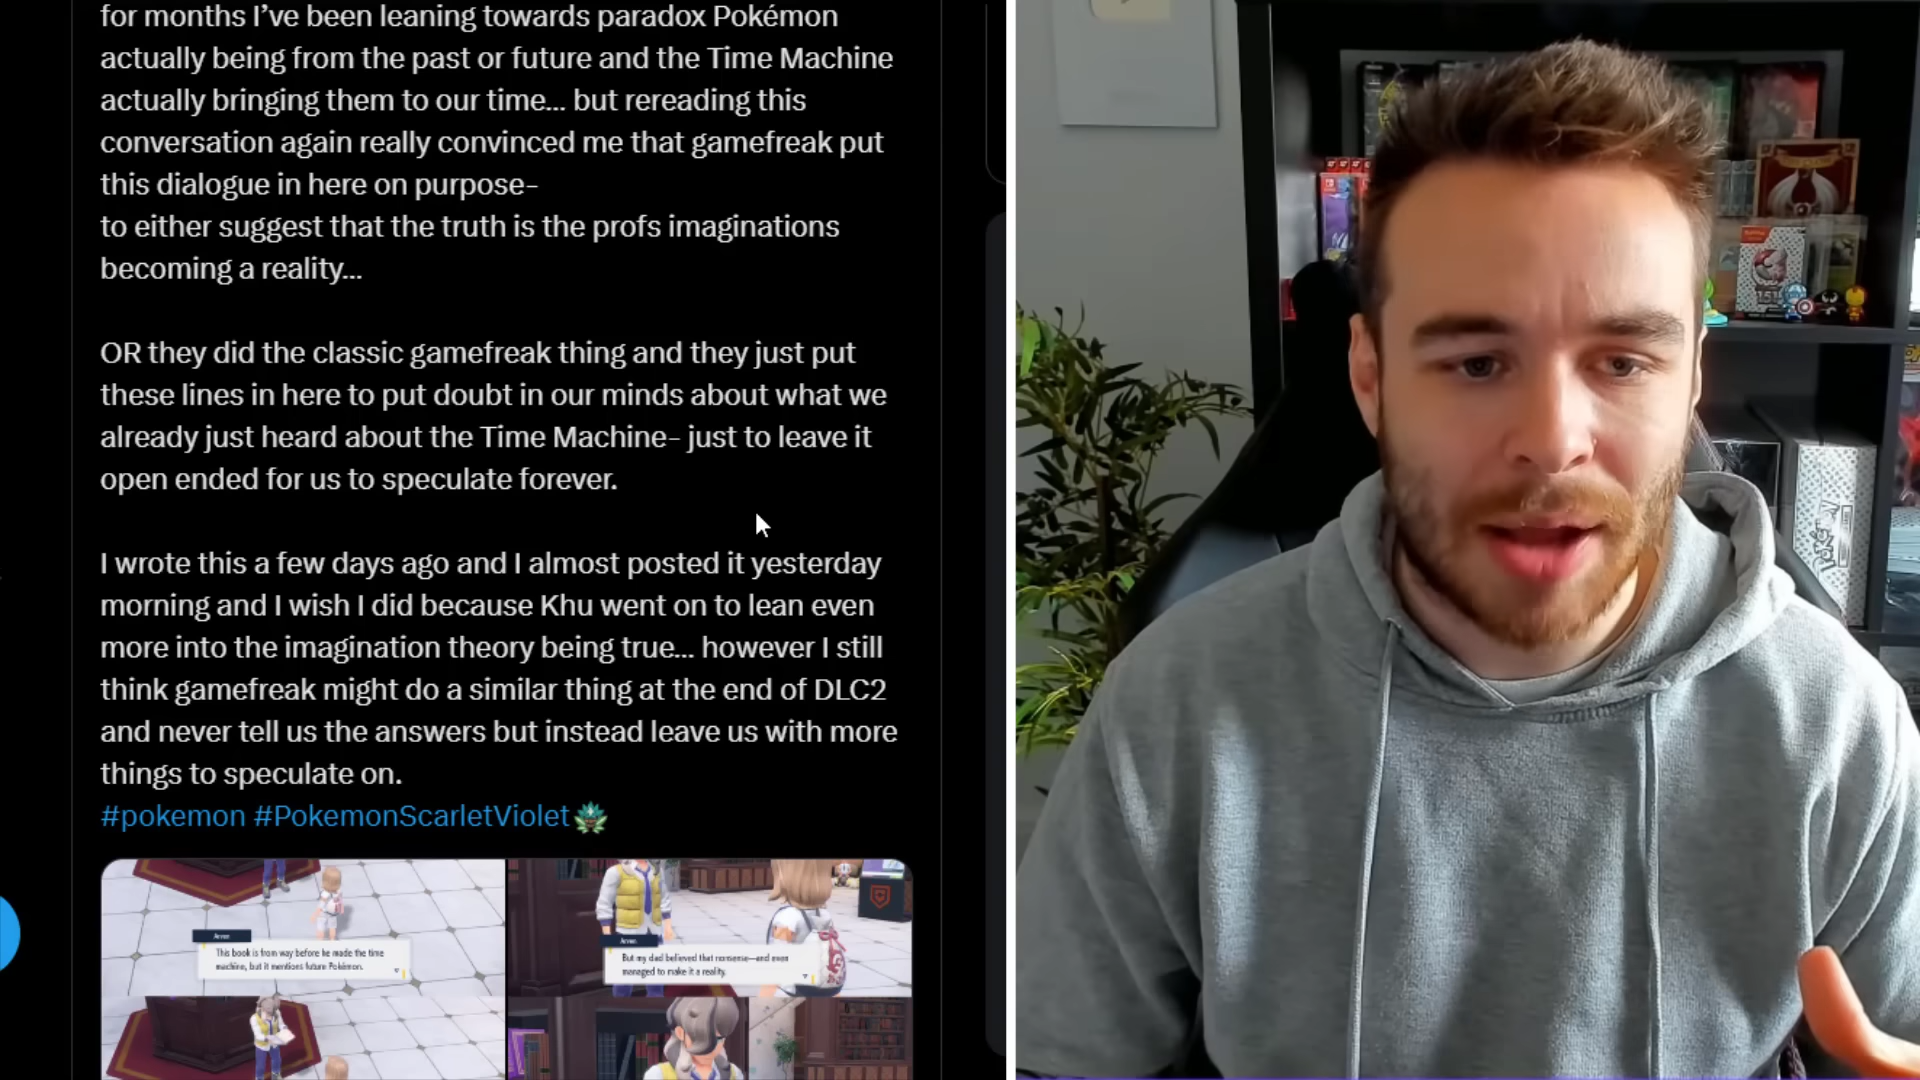 for months I’ve been leaning towards paradox Pokémon
actually being from the past or future and the Time Machine
actually bringing them to our time... but rereading this
conversation again really convinced me that gamefreak put
this dialogue in here on purpose-
to either suggest that the truth is the profs imaginations
becoming a reality...
OR they did the classic gamefreak thing and they just put
these lines in here to put doubt in our minds about what we
already just heard about the Time Machine- just to leave it
open ended for us to speculate forever.
I wrote this a few days ago and I almost posted it yesterday
morning and I wish I did because Khu went on to lean even
more into the imagination theory being true... however I still
think gamefreak might do a similar thing at the end of DLC2
and never tell us the answers but instead leave us with more
things to speculate on.
#pokemon #PokemonScarletViolet
Arven
This book is from way before he made the time
machine, but it mentions future Pokémon.
Arven
But my dad believed that nonsense—and even
managed to make it a reality.
151